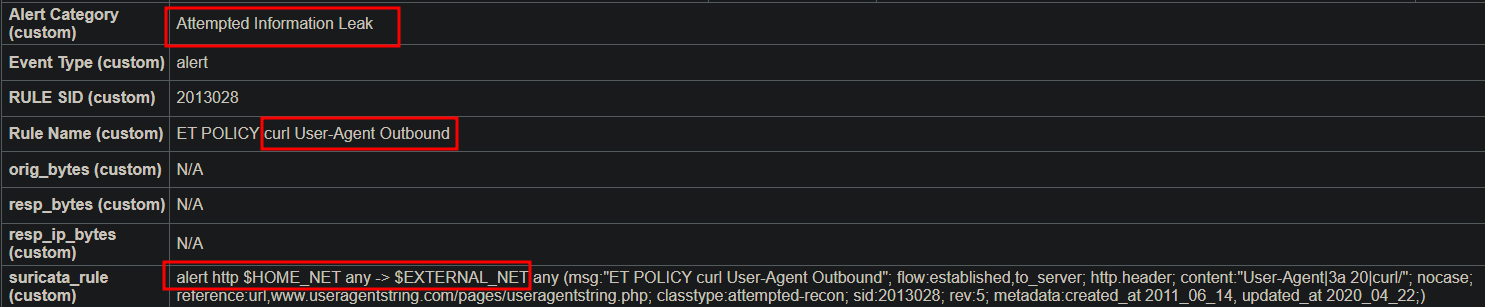 Alert Category
(custom)
Attempted Information Leak
Event Type (custom)
alert
RULE SID (custom)
2013028
Rule Name (custom)
ET POLICY curl User-Agent Outbound
orig_bytes (custom)
N/A
resp_bytes (custom)
N/A
resp_ip_bytes
(custom)
N/A
suricata_rule
(custom)
alert http $HOME_NET any -> $EXTERNAL_NET any (msg:"ET POLICY curl User-Agent Outbound"; flow:established,to_server; http.header; content:"User-Agent|3a 20|curl/"; nocase;
reference:url,www.useragentstring.com/pages/useragentstring.php; classtype:attempted-recon; sid:2013028; rev:5; metadata:created_at 2011_06_14, updated_at 2020_04_22;)